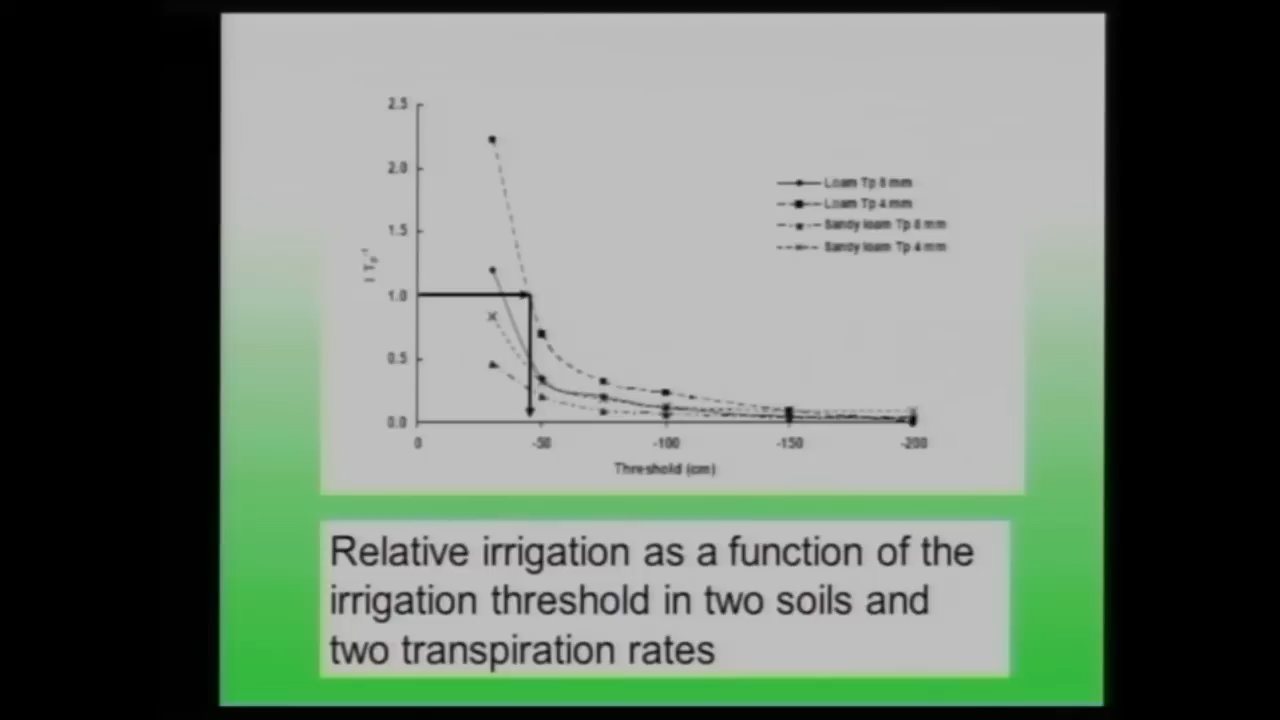 2.5
2.0
1.5
1.0
0.5
0.0
I Tp⁻¹
0
-50
-100
-150
-200
Threshold (cm)
Loam Tp 8 mm
Loam Tp 4 mm
Sandy loam Tp 8 mm
Sandy loam Tp 4 mm
Relative irrigation as a function of the
irrigation threshold in two soils and
two transpiration rates